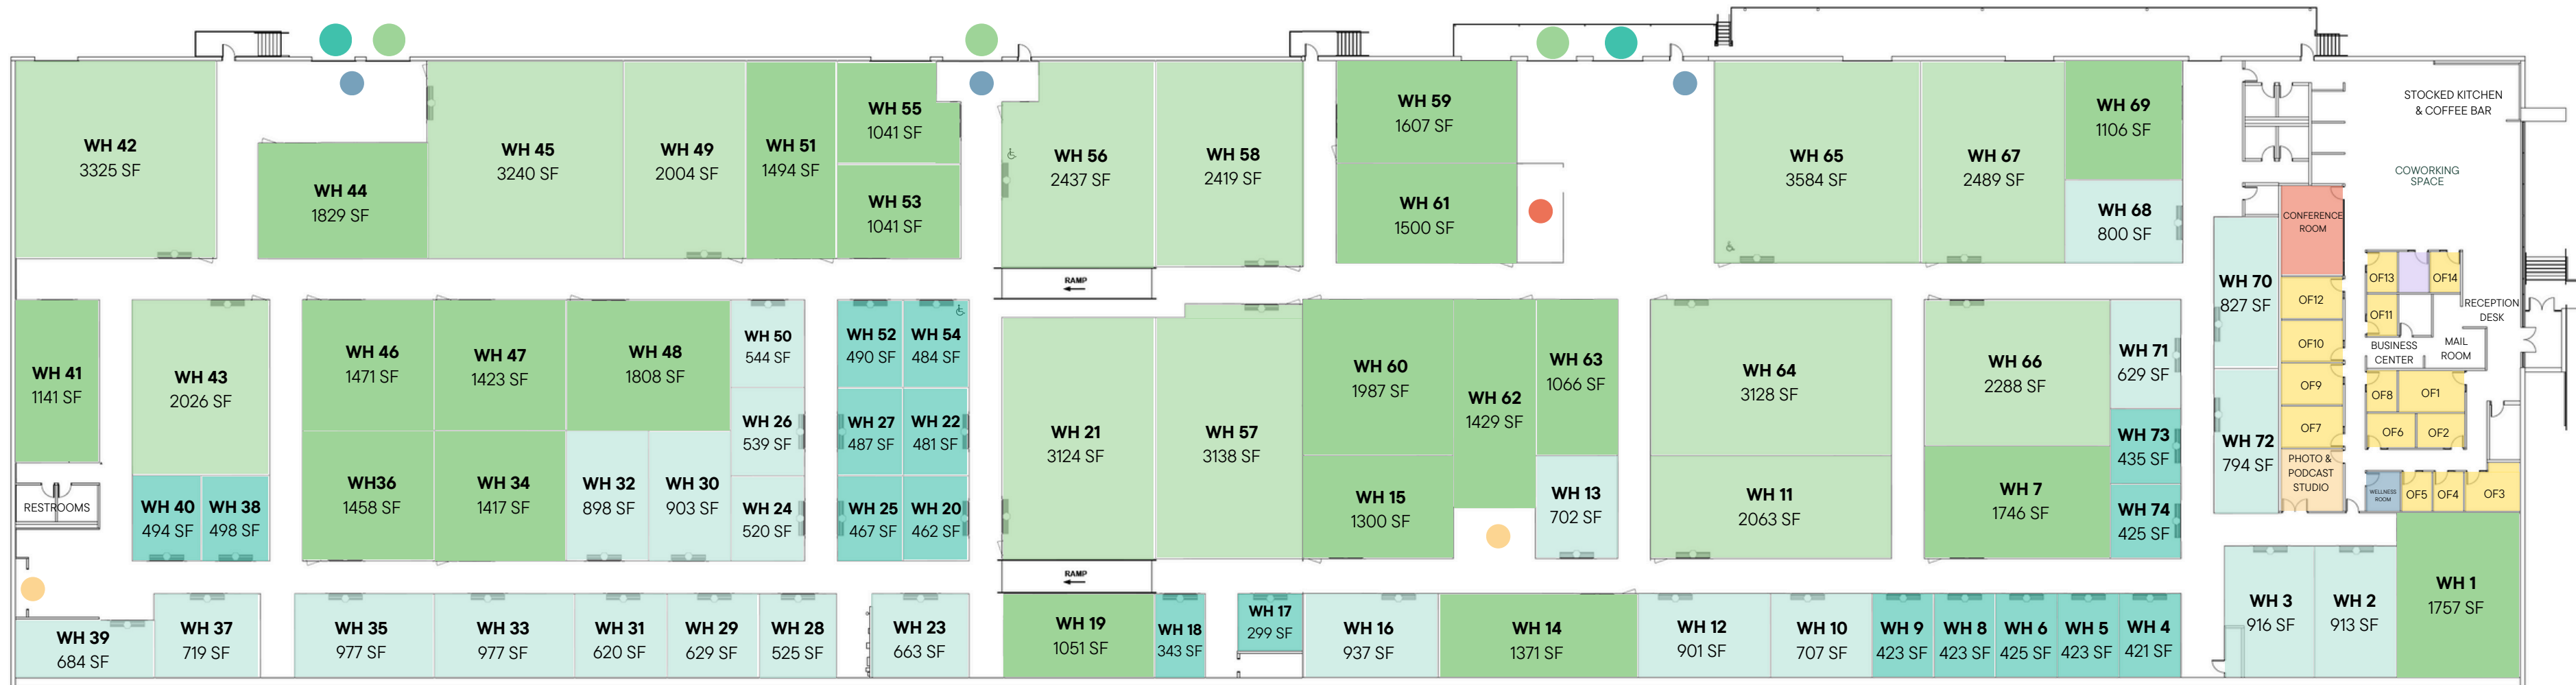 WH 42
3325 SF
WH 44
1829 SF
WH 45
3240 SF
WH 49
2004 SF
WH 51
1494 SF
WH 55
1041 SF
WH 53
1041 SF
WH 56
2437 SF
WH 58
2419 SF
WH 59
1607 SF
WH 61
1500 SF
WH 65
3584 SF
WH 67
2489 SF
WH 69
1106 SF
WH 68
800 SF
STOCKED KITCHEN
& COFFEE BAR
COWORKING
SPACE
CONFERENCE
ROOM
RAMP
WH 41
1141 SF
WH 43
2026 SF
WH 40
494 SF
WH 38
498 SF
WH 46
1471 SF
WH 47
1423 SF
WH 48
1808 SF
WH36
1458 SF
WH 34
1417 SF
WH 32
898 SF
WH 30
903 SF
WH 50
544 SF
WH 26
539 SF
WH 24
520 SF
WH 52
490 SF
WH 54
484 SF
WH 27
487 SF
WH 22
481 SF
WH 25
467 SF
WH 20
462 SF
WH 21
3124 SF
WH 57
3138 SF
WH 60
1987 SF
WH 15
1300 SF
WH 62
1429 SF
WH 63
1066 SF
WH 13
702 SF
WH 64
3128 SF
WH 11
2063 SF
WH 66
2288 SF
WH 7
1746 SF
WH 71
629 SF
WH 73
435 SF
WH 74
425 SF
WH 70
827 SF
WH 72
794 SF
OF12
OF10
OF9
OF7
PHOTO &
PODCAST
STUDIO
OF13
OF14
OF11
RECEPTION
DESK
BUSINESS
CENTER
MAIL
ROOM
OF8
OF1
OF6
OF2
WELLNESS
ROOM
OF5
OF4
OF3
RESTROOMS
RAMP
WH 39
684 SF
WH 37
719 SF
WH 35
977 SF
WH 33
977 SF
WH 31
620 SF
WH 29
629 SF
WH 28
525 SF
WH 23
663 SF
WH 19
1051 SF
WH 18
343 SF
WH 17
299 SF
WH 16
937 SF
WH 14
1371 SF
WH 12
901 SF
WH 10
707 SF
WH 9
423 SF
WH 8
423 SF
WH 6
425 SF
WH 5
423 SF
WH 4
421 SF
WH 3
916 SF
WH 2
913 SF
WH 1
1757 SF